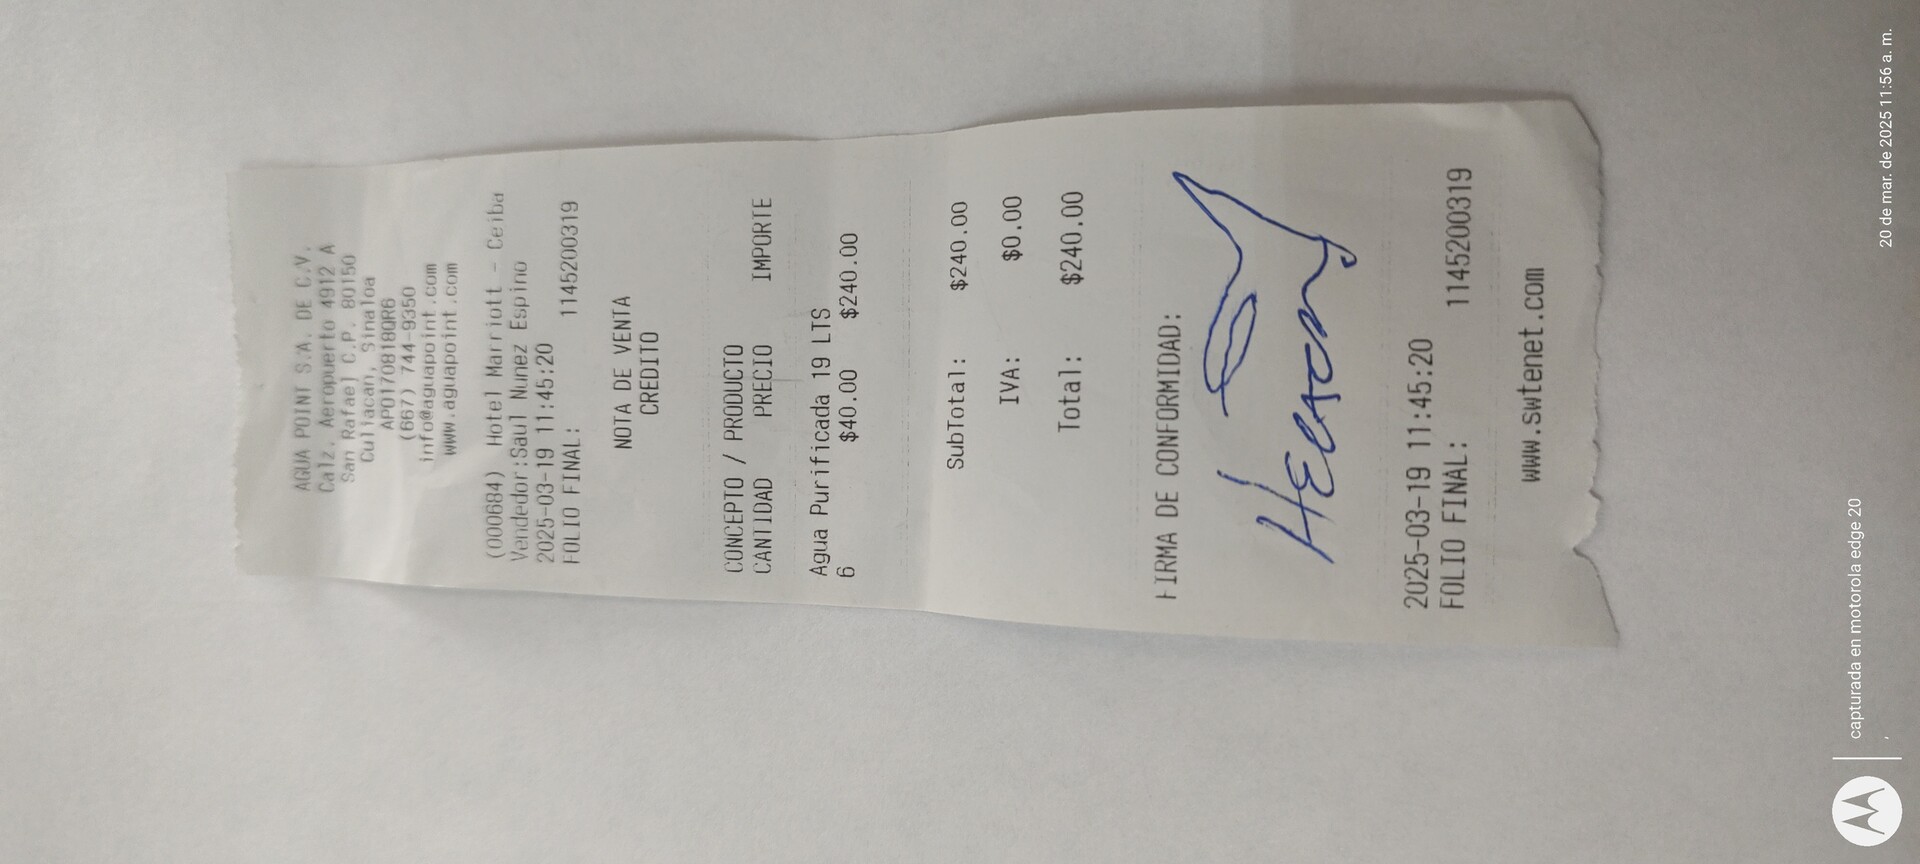 AGUA POINT S.A. DE C.V.
Calz. Aeropuerto 4912 A
San Rafael C.P. 80150
Culiacan, Sinaloa
APO170818QR6
(667) 744-9350
info@aguapoint.com
www.aguapoint.com
(000684) Hotel Marriott - Ceiba
Vendedor:Saul Nunez Espino
2025-03-19 11:45:20
FOLIO FINAL: 1145200319
NOTA DE VENTA
CREDITO
CONCEPTO / PRODUCTO
CANTIDAD PRECIO IMPORTE
Agua Purificada 19 LTS
6 $40.00 $240.00
SubTotal: $240.00
IVA: $0.00
Total: $240.00
FIRMA DE CONFORMIDAD:
2025-03-19 11:45:20
FOLIO FINAL: 1145200319
www.swtenet.com
capturada en motorola edge 20
,
20 de mar. de 2025 11:56 a. m.